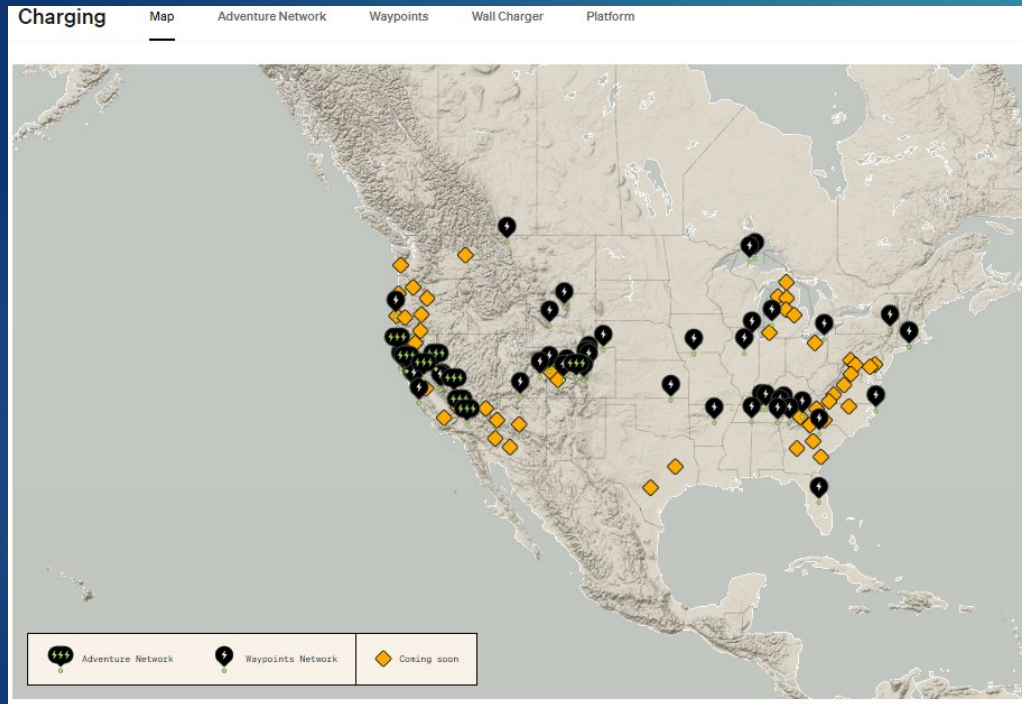 Charging Map Adventure Network Waypoints Wall Charger Platform
Adventure Network Waypoints Network Coming soon